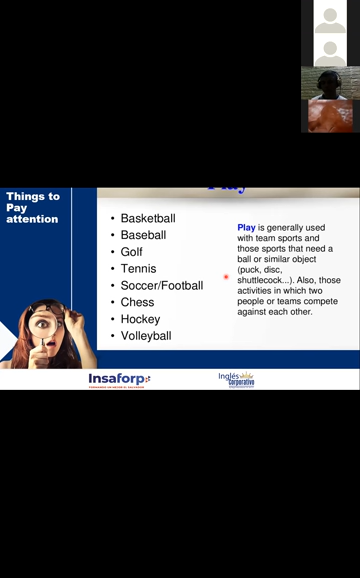 Play
Things to
Pay
attention
• Basketball
• Baseball
• Golf
• Tennis
• Soccer/Football
• Chess
• Hockey
• Volleyball
Play is generally used
with team sports and
those sports that need a
ball or similar object
(puck, disc,
shuttlecock...). Also, those
activities in which two
people or teams compete
against each other.
Insaforp
Inglés
Corporativo